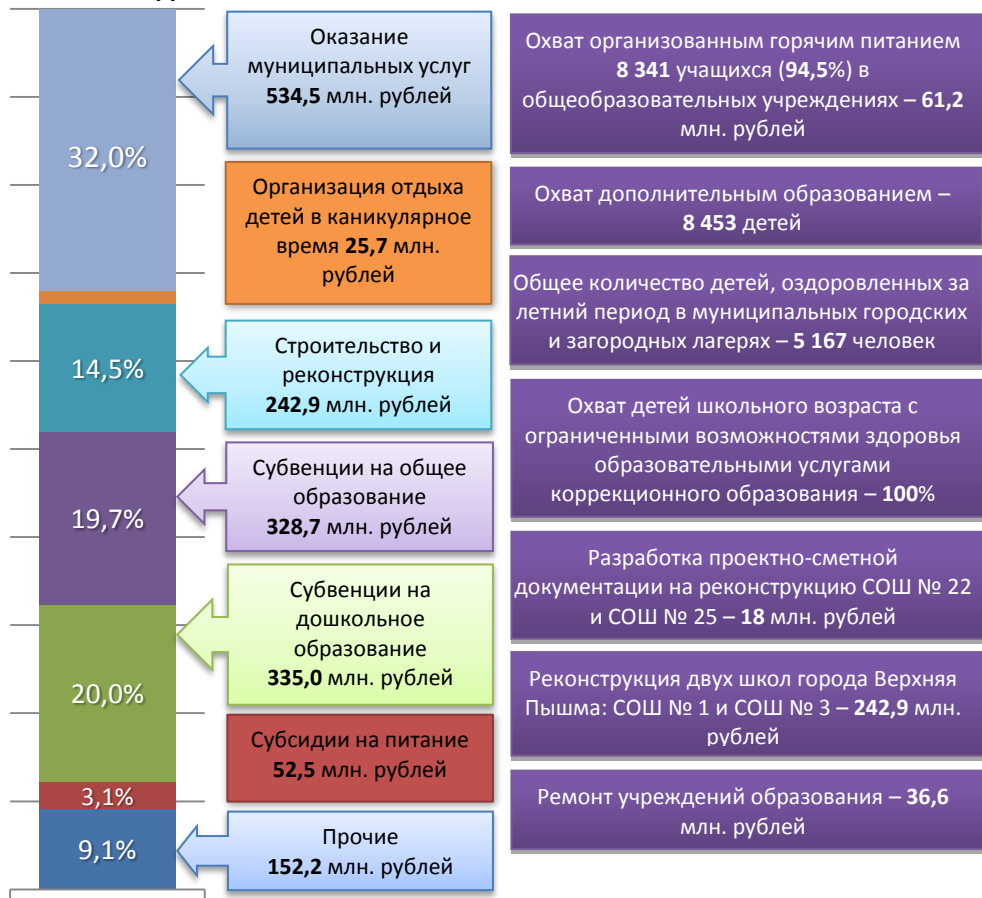 32,0%
14,5%
19,7%
20,0%
3,1%
9,1%
Оказание
муниципальных услуг
534,5 млн. рублей
Организация отдыха
детей в каникулярное
время 25,7 млн.
рублей
Строительство и
реконструкция
242,9 млн. рублей
Субвенции на общее
образование
328,7 млн. рублей
Субвенции на
дошкольное
образование
335,0 млн. рублей
Субсидии на питание
52,5 млн. рублей
Прочие
152,2 млн. рублей
Охват организованным горячим питанием
8 341 учащихся (94,5%) в
общеобразовательных учреждениях – 61,2
млн. рублей
Охват дополнительным образованием –
8 453 детей
Общее количество детей, оздоровленных за
летний период в муниципальных городских
и загородных лагерях – 5 167 человек
Охват детей школьного возраста с
ограниченными возможностями здоровья
образовательными услугами
коррекционного образования – 100%
Разработка проектно-сметной
документации на реконструкцию СОШ № 22
и СОШ № 25 – 18 млн. рублей
Реконструкция двух школ города Верхняя
Пышма: СОШ № 1 и СОШ № 3 – 242,9 млн.
рублей
Ремонт учреждений образования – 36,6
млн. рублей